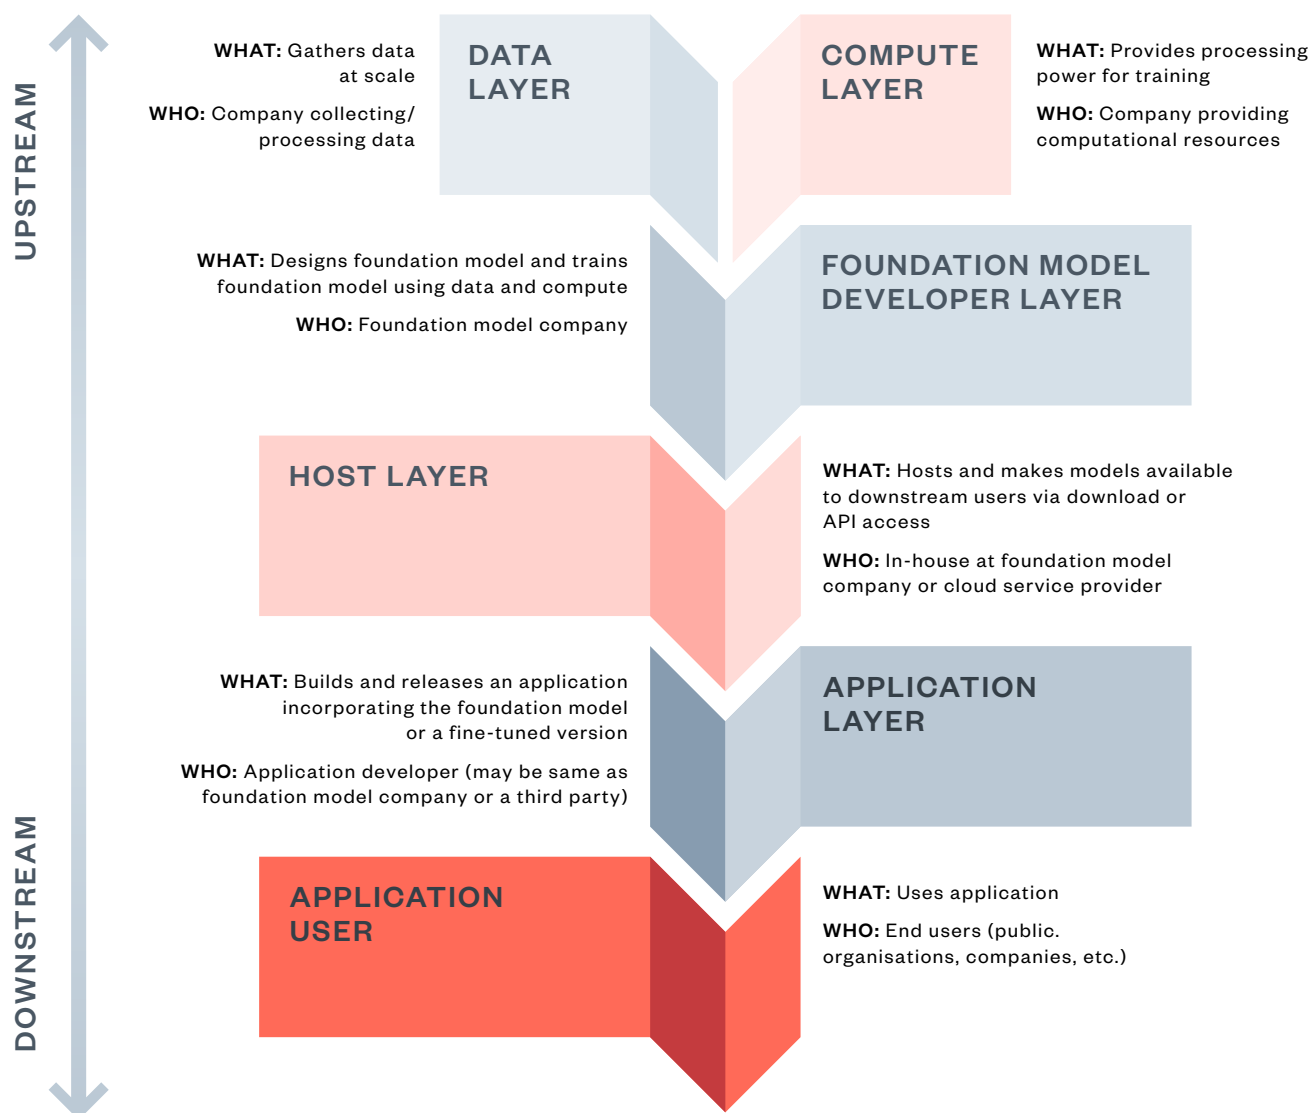 UPSTREAM
DOWNSTREAM
WHAT: Gathers data
at scale
WHO: Company collecting/
processing data
DATA
LAYER
COMPUTE
LAYER
WHAT: Provides processing
power for training
WHO: Company providing
computational resources
WHAT: Designs foundation model and trains
foundation model using data and compute
WHO: Foundation model company
FOUNDATION MODEL
DEVELOPER LAYER
HOST LAYER
WHAT: Hosts and makes models available
to downstream users via download or
API access
WHO: In-house at foundation model
company or cloud service provider
WHAT: Builds and releases an application
incorporating the foundation model
or a fine-tuned version
WHO: Application developer (may be same as
foundation model company or a third party)
APPLICATION
LAYER
APPLICATION
USER
WHAT: Uses application
WHO: End users (public.
organisations, companies, etc.)